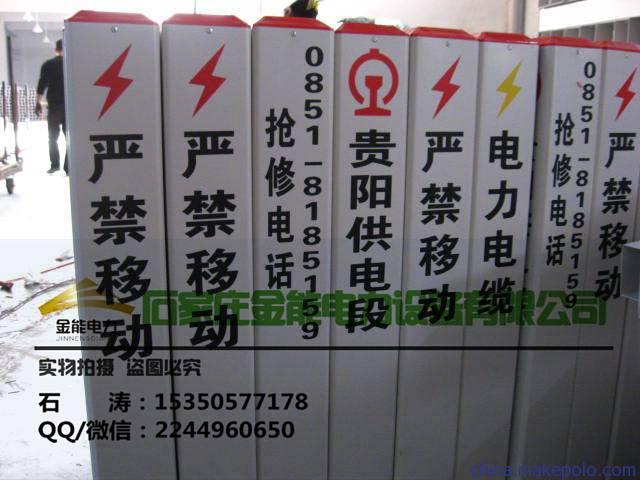 严禁移动
严禁移动
抢修电话
0851-8185159
贵阳供电段
严禁移动
电力电缆
抢修电话
0851-8185159
严禁移动
石家庄金能电力设备有限公司
金能电力
实物拍摄 盗图必究
石 涛：15350577178
QQ/微信：2244960650